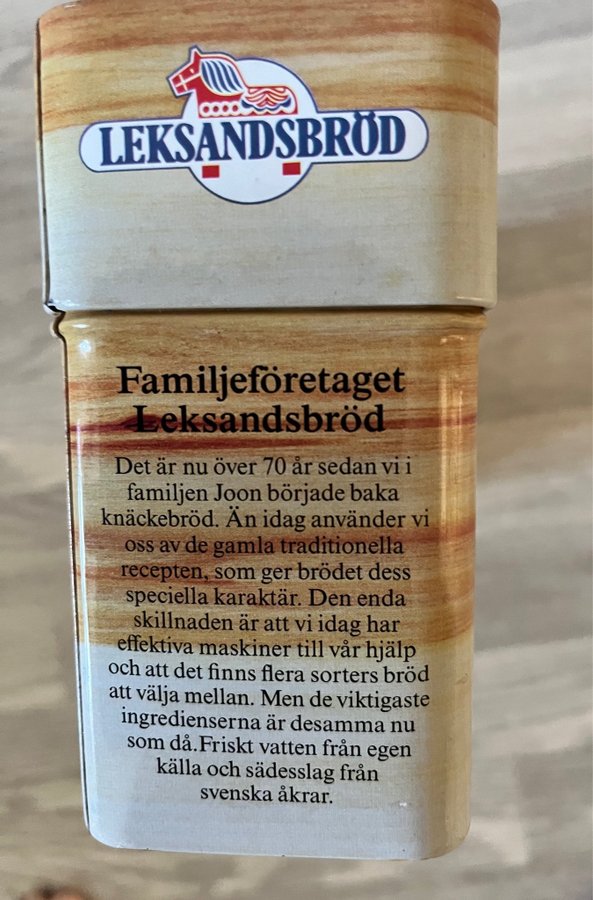 LEKSANDSBRÖD
Familjeföretaget
Leksandsbröd
Det är nu över 70 år sedan vi i
familjen Joon började baka
knäckebröd. Än idag använder vi
oss av de gamla traditionella
recepten, som ger brödet dess
speciella karaktär. Den enda
skillnaden är att vi idag har
effektiva maskiner till vår hjälp
och att det finns flera sorters bröd
att välja mellan. Men de viktigaste
ingredienserna är desamma nu
som då.Friskt vatten från egen
källa och sädesslag från
svenska åkrar.